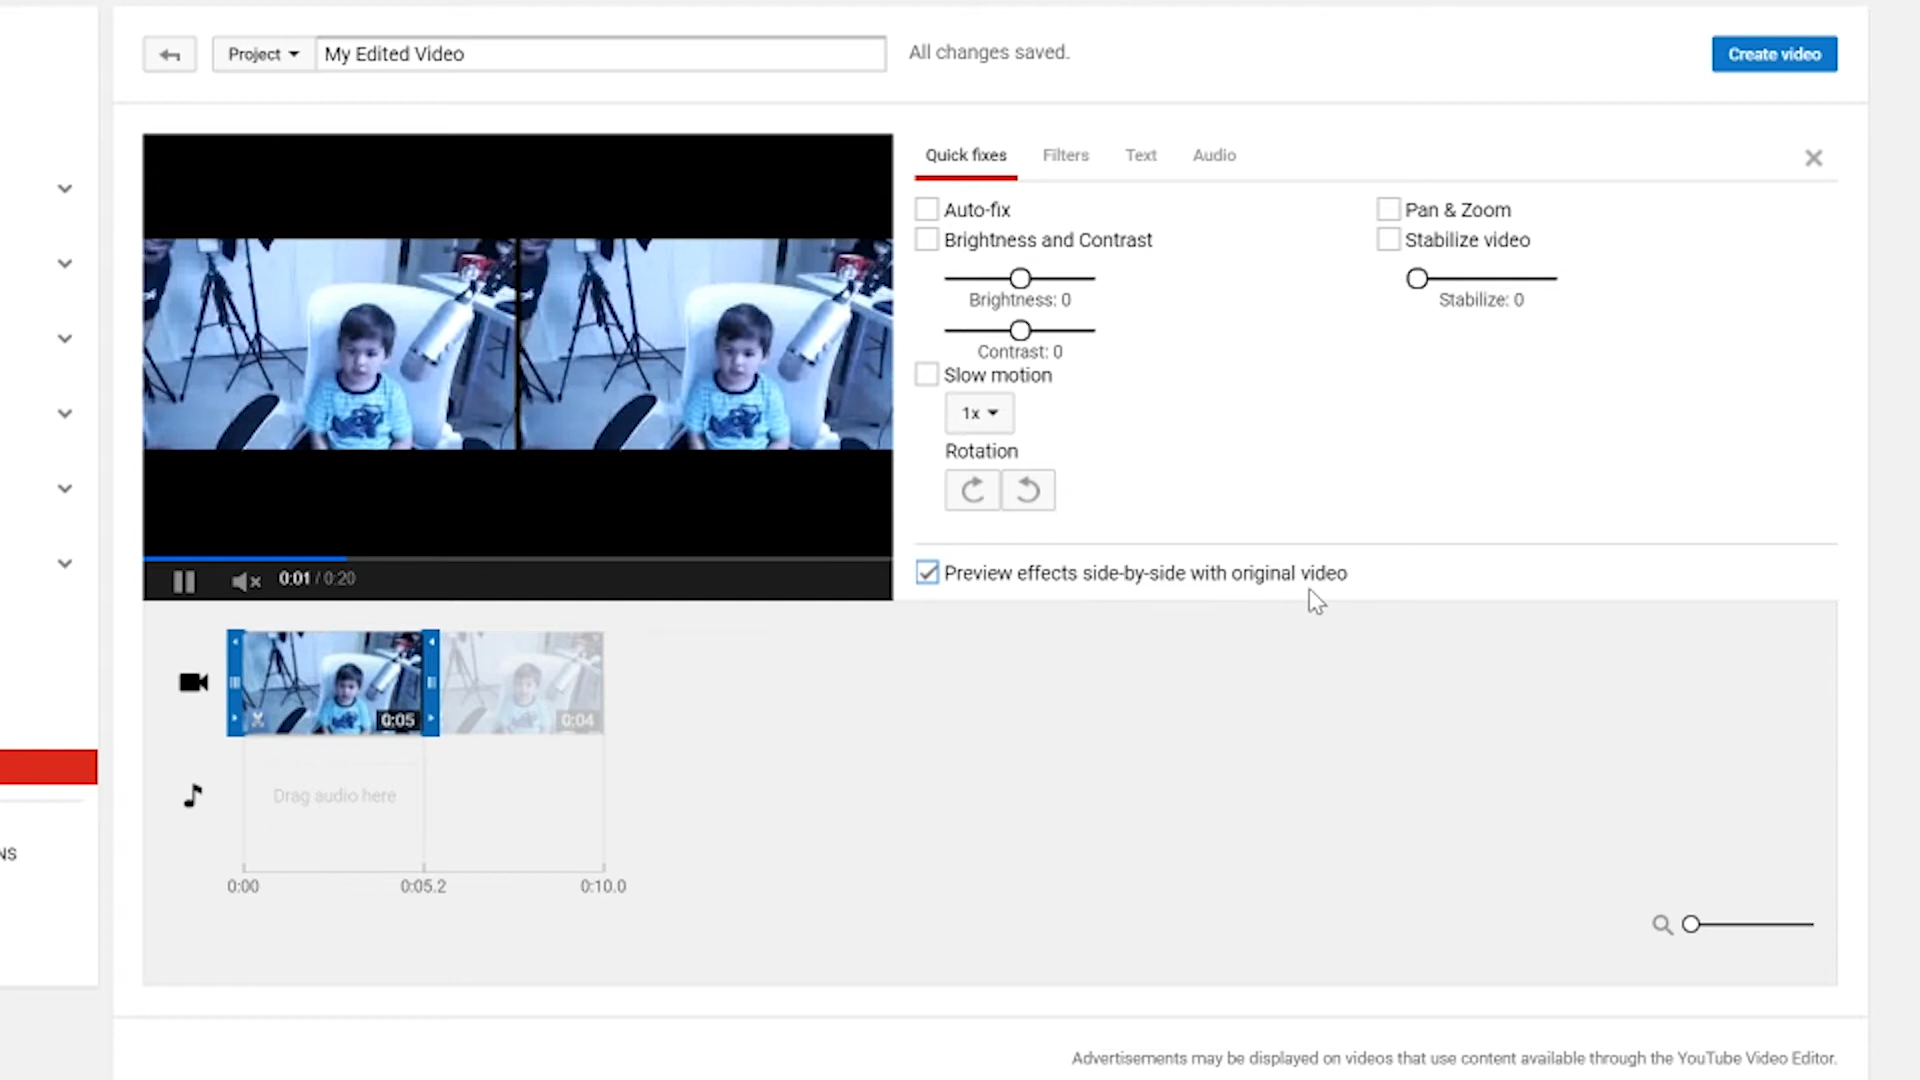 Project
My Edited Video
All changes saved.
Create video
Quick fixes
Filters
Text
Audio
Auto-fix
Brightness and Contrast
Brightness: 0
Contrast: 0
Slow motion
1x
Rotation
Pan & Zoom
Stabilize video
Stabilize: 0
Preview effects side-by-side with original video
0:01 / 0:20
0:05
0:04
Drag audio here
0:00
0:05.2
0:10.0
NS
Advertisements may be displayed on videos that use content available through the YouTube Video Editor.